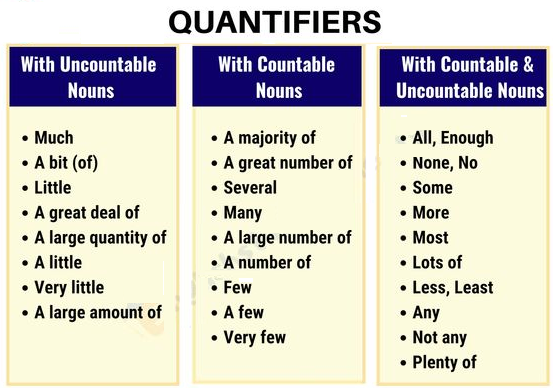 QUANTIFIERS
With Uncountable
Nouns
• Much
• A bit (of)
• Little
• A great deal of
• A large quantity of
• A little
• Very little
• A large amount of
With Countable
Nouns
• A majority of
• A great number of
• Several
• Many
• A large number of
• A number of
• Few
• A few
• Very few
With Countable &
Uncountable Nouns
• All, Enough
• None, No
• Some
• More
• Most
• Lots of
• Less, Least
• Any
• Not any
• Plenty of